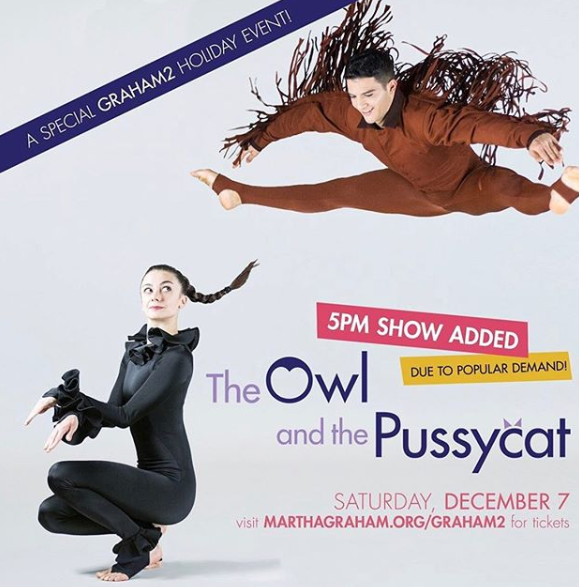 A SPECIAL GRAHAM2 HOLIDAY EVENT!
5PM SHOW ADDED
DUE TO POPULAR DEMAND!
The Owl
and the Pussycat
SATURDAY, DECEMBER 7
visit MARTHAGRAHAM.ORG/GRAHAM2 for tickets